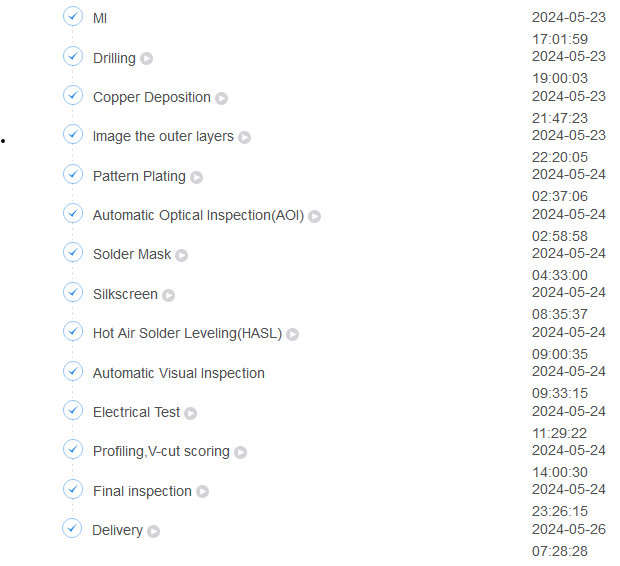 MI 2024-05-23
17:01:59
Drilling 2024-05-23
19:00:03
Copper Deposition 2024-05-23
21:47:23
Image the outer layers 2024-05-23
22:20:05
Pattern Plating 2024-05-24
02:37:06
Automatic Optical Inspection(AOI) 2024-05-24
02:58:58
Solder Mask 2024-05-24
04:33:00
Silkscreen 2024-05-24
08:35:37
Hot Air Solder Leveling(HASL) 2024-05-24
09:00:35
Automatic Visual Inspection 2024-05-24
09:33:15
Electrical Test 2024-05-24
11:29:22
Profiling,V-cut scoring 2024-05-24
14:00:30
Final inspection 2024-05-24
23:26:15
Delivery 2024-05-26
07:28:28